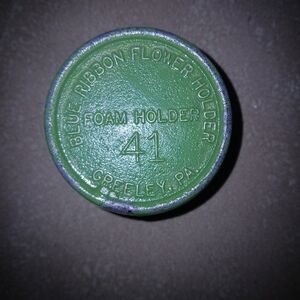 BLUE RIBBON FLOWER HOLDER
FOAM HOLDER
41
GREELEY, PA.